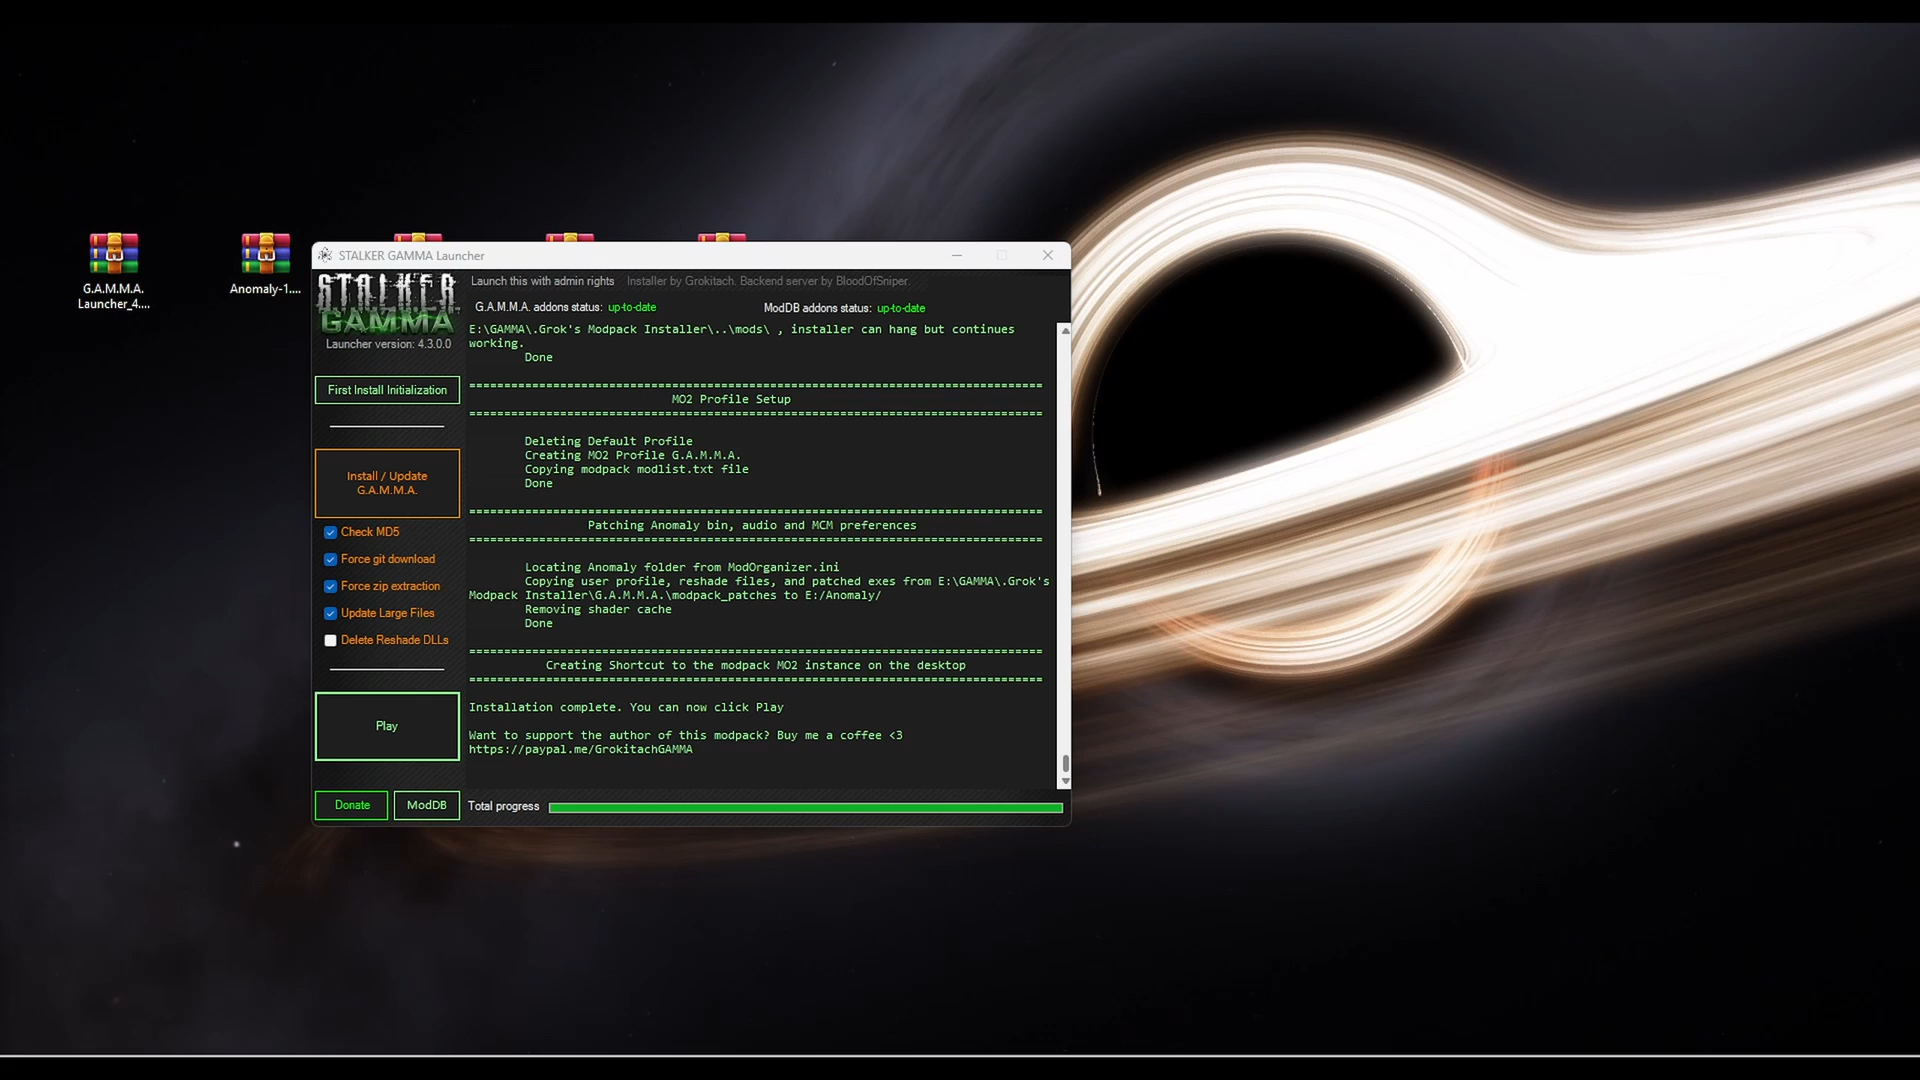 G.A.M.M.A.
Launcher_4....
Anomaly-1....
STALKER GAMMA Launcher
STALKER
GAMMA
Launcher version: 4.3.0.0
Launch this with admin rights Installer by Grokitach. Backend server by BloodOfSniper.
G.A.M.M.A. addons status: up-to-date ModDB addons status: up-to-date
First Install Initialization
Install / Update
G.A.M.M.A.
Check MD5
Force git download
Force zip extraction
Update Large Files
Delete Reshade DLLs
Play
Donate
ModDB
E:\GAMMA\.Grok's Modpack Installer\..\mods\ , installer can hang but continues
working.
Done
==================================================================================
MO2 Profile Setup
==================================================================================
Deleting Default Profile
Creating MO2 Profile G.A.M.M.A.
Copying modpack modlist.txt file
Done
==================================================================================
Patching Anomaly bin, audio and MCM preferences
==================================================================================
Locating Anomaly folder from ModOrganizer.ini
Copying user profile, reshade files, and patched exes from E:\GAMMA\.Grok's
Modpack Installer\G.A.M.M.A.\modpack_patches to E:/Anomaly/
Removing shader cache
Done
==================================================================================
Creating Shortcut to the modpack MO2 instance on the desktop
==================================================================================
Installation complete. You can now click Play
Want to support the author of this modpack? Buy me a coffee <3
https://paypal.me/GrokitachGAMMA
Total progress